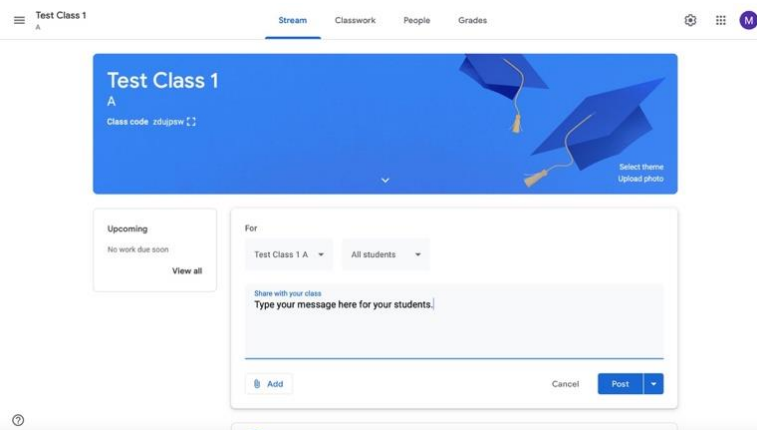 Test Class 1
A
Stream Classwork People Grades
M
Test Class 1
A
Class code zdujpsw
Select theme
Upload photo
Upcoming
No work due soon
View all
For
Test Class 1 A All students
Share with your class
Type your message here for your students.
Add Cancel Post